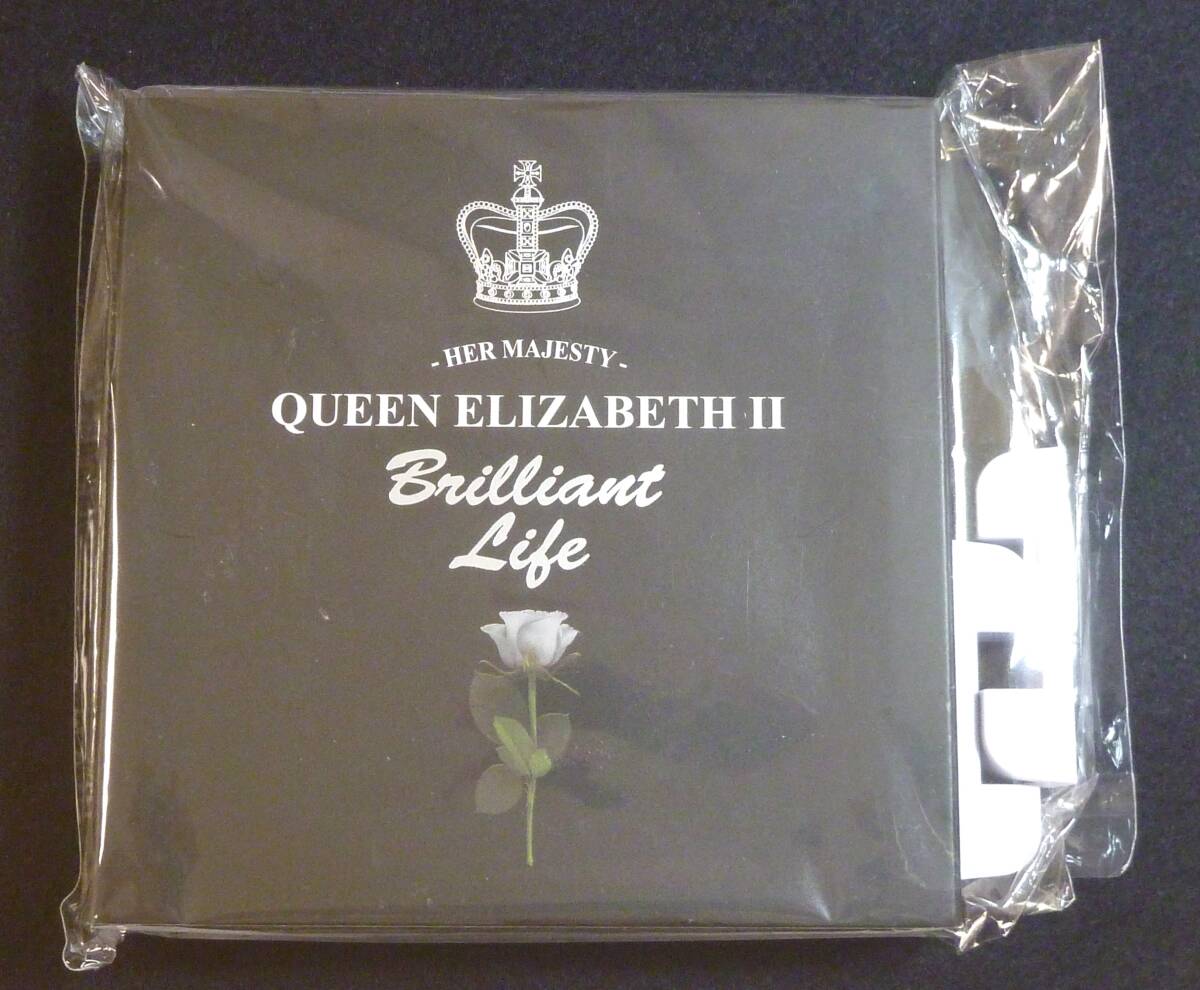 - HER MAJESTY -
QUEEN ELIZABETH II
Brilliant
Life